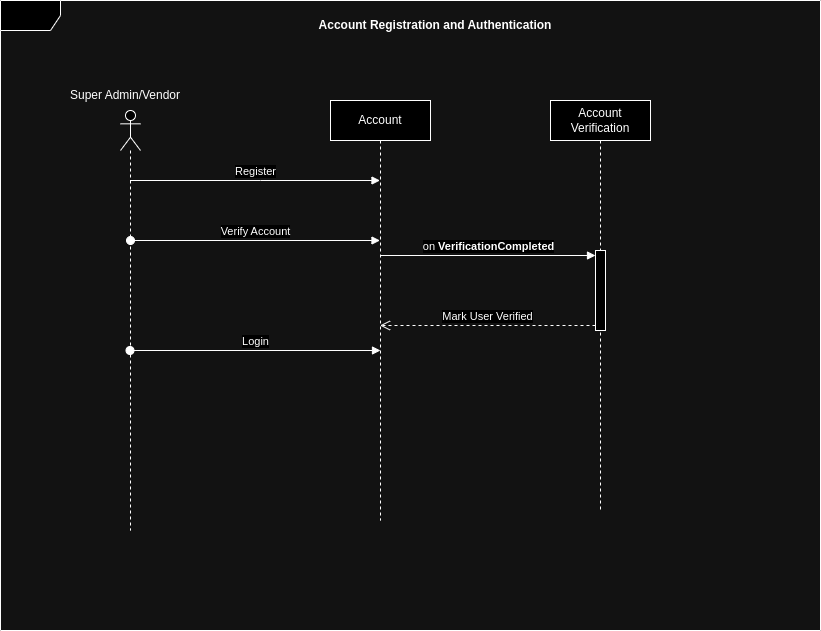 Account Registration and Authentication
Super Admin/Vendor
Account
Account
Verification
Register
Verify Account
on VerificationCompleted
Mark User Verified
Login